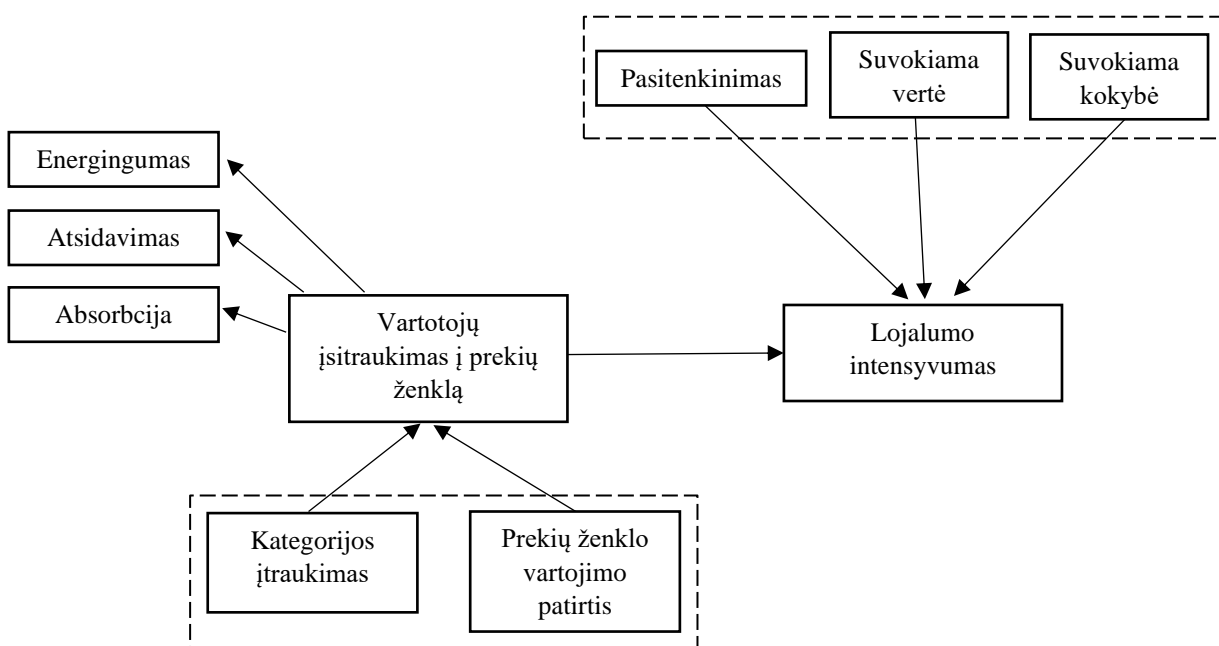 Pasitenkinimas
Suvokiama
vertė
Suvokiama
kokybė
Energingumas
Atsidavimas
Absorbcija
Vartotojų
įsitraukimas į prekių
ženklą
Lojalumo
intensyvumas
Kategorijos
įtraukimas
Prekių ženklo
vartojimo
patirtis